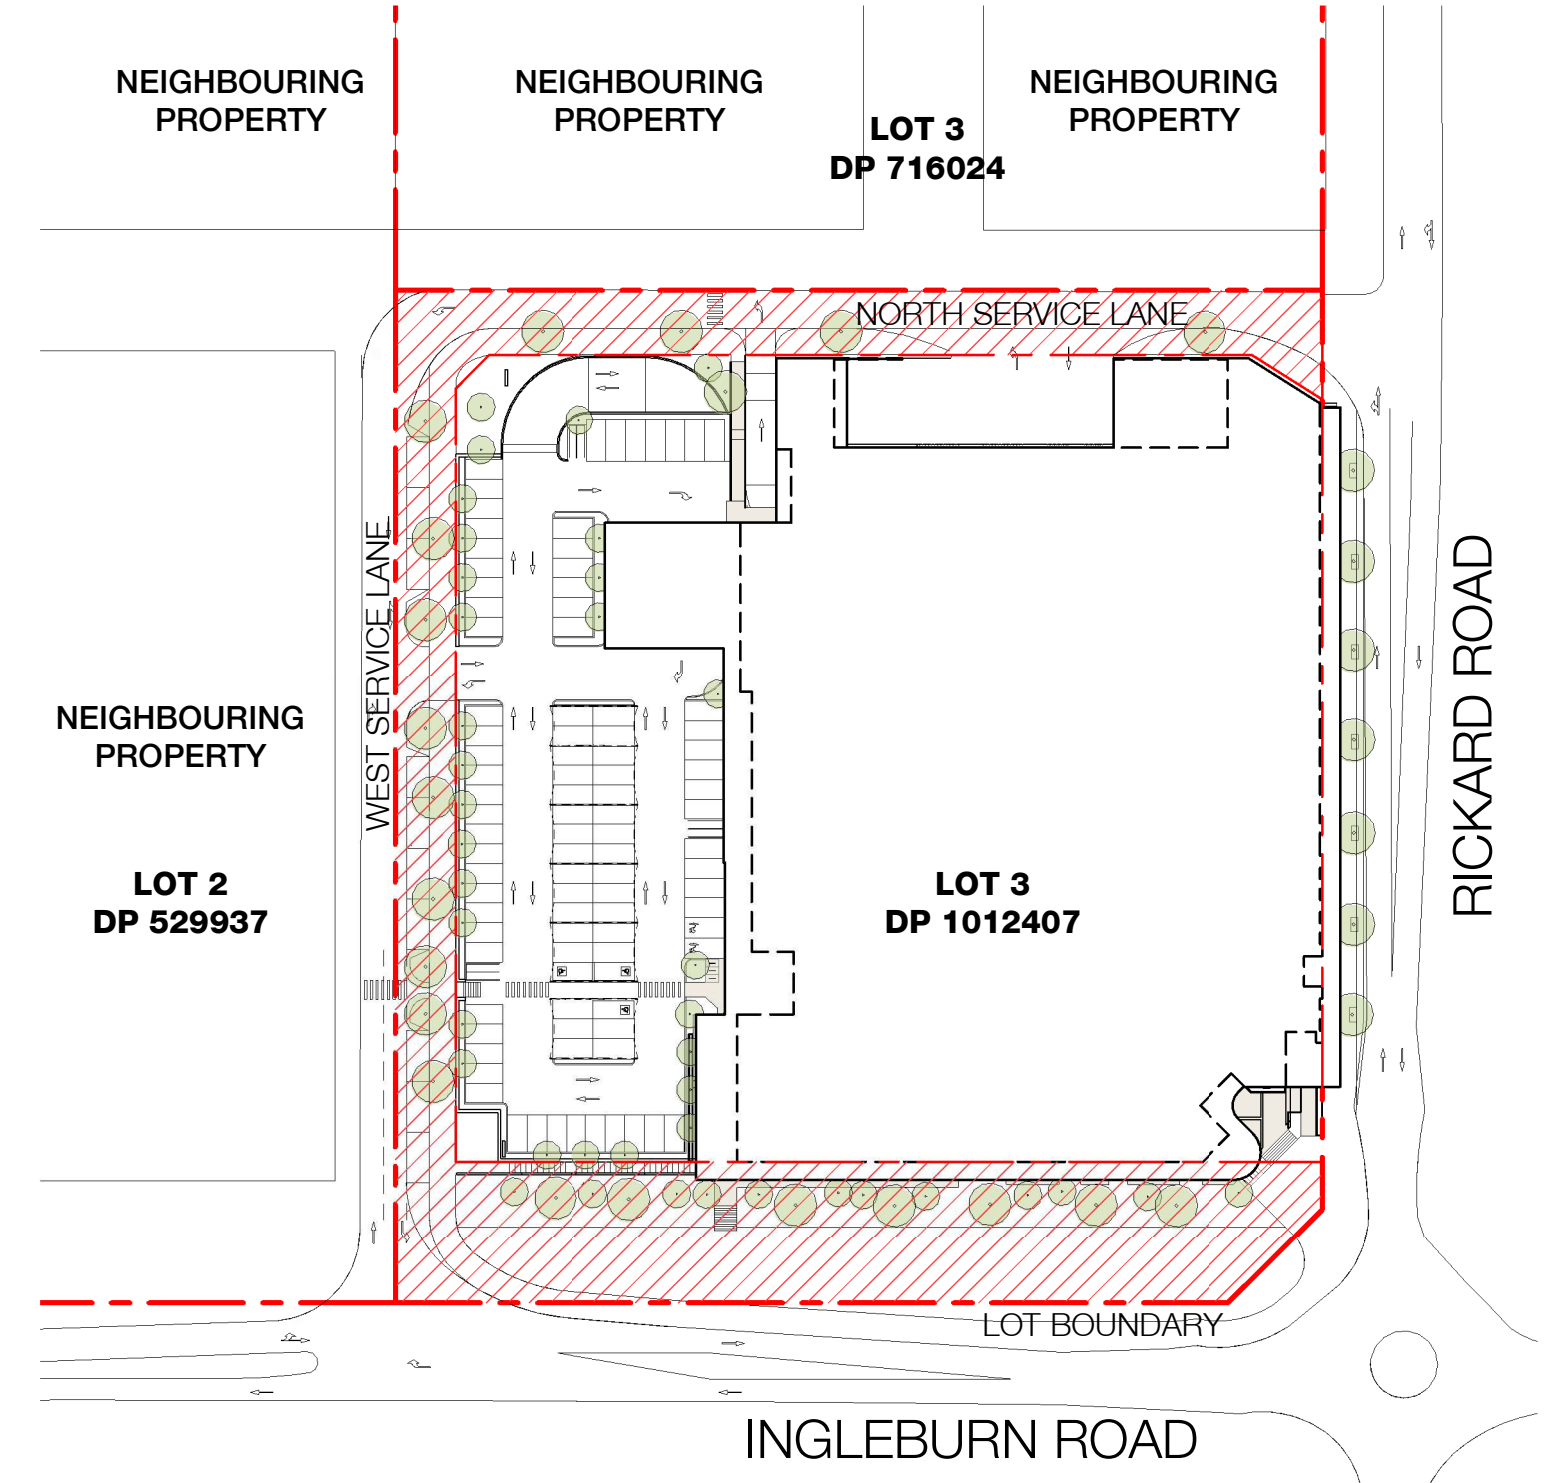 NEIGHBOURING
PROPERTY
NEIGHBOURING
PROPERTY
NEIGHBOURING
PROPERTY
LOT 3
DP 716024
NORTH SERVICE LANE
WEST SERVICE LANE
RICKARD ROAD
NEIGHBOURING
PROPERTY
LOT 2
DP 529937
LOT 3
DP 1012407
LOT BOUNDARY
INGLEBURN ROAD